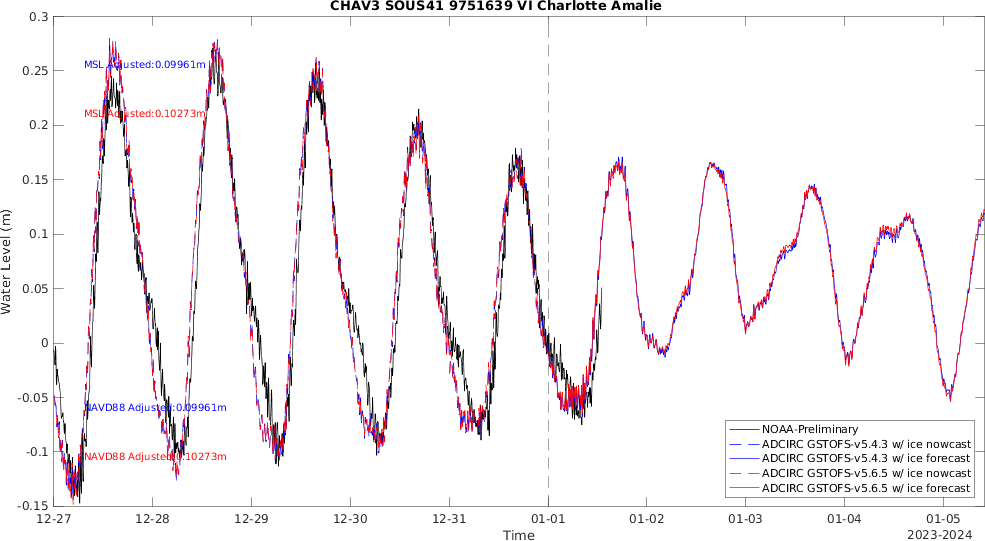 CHAV3 SOUS41 9751639 VI Charlotte Amalie
0.3
0.25
0.2
0.15
0.1
0.05
0
-0.05
-0.1
-0.15
Water Level (m)
MSL Adjusted:0.09961m
MSL Adjusted:0.10273m
NAVD88 Adjusted:0.09961m
NAVD88 Adjusted:0.10273m
NOAA-Preliminary
ADCIRC GSTOFS-v5.4.3 w/ ice nowcast
ADCIRC GSTOFS-v5.4.3 w/ ice forecast
ADCIRC GSTOFS-v5.6.5 w/ ice nowcast
ADCIRC GSTOFS-v5.6.5 w/ ice forecast
12-27 12-28 12-29 12-30 12-31 01-01 01-02 01-03 01-04 01-05
Time
2023-2024